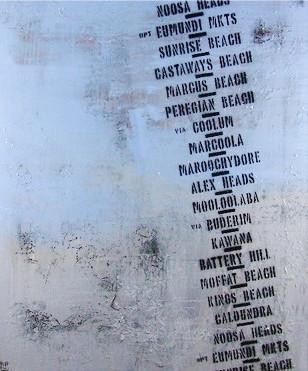 NOOSA HEADS
OPT EUMUNDI MKTS
SUNRISE BEACH
CASTAWAYS BEACH
MARCUS BEACH
PEREGIAN BEACH
VIA COOLUM
MARCOOLA
MAROOCHYDORE
ALEX HEADS
MOOLOOLABA
VIA BUDERIM
KAWANA
BATTERY HILL
MOFFAT BEACH
KINGS BEACH
CALOUNDRA
NOOSA HEADS
OPT EUMUNDI MKTS
SUNRISE BEACH